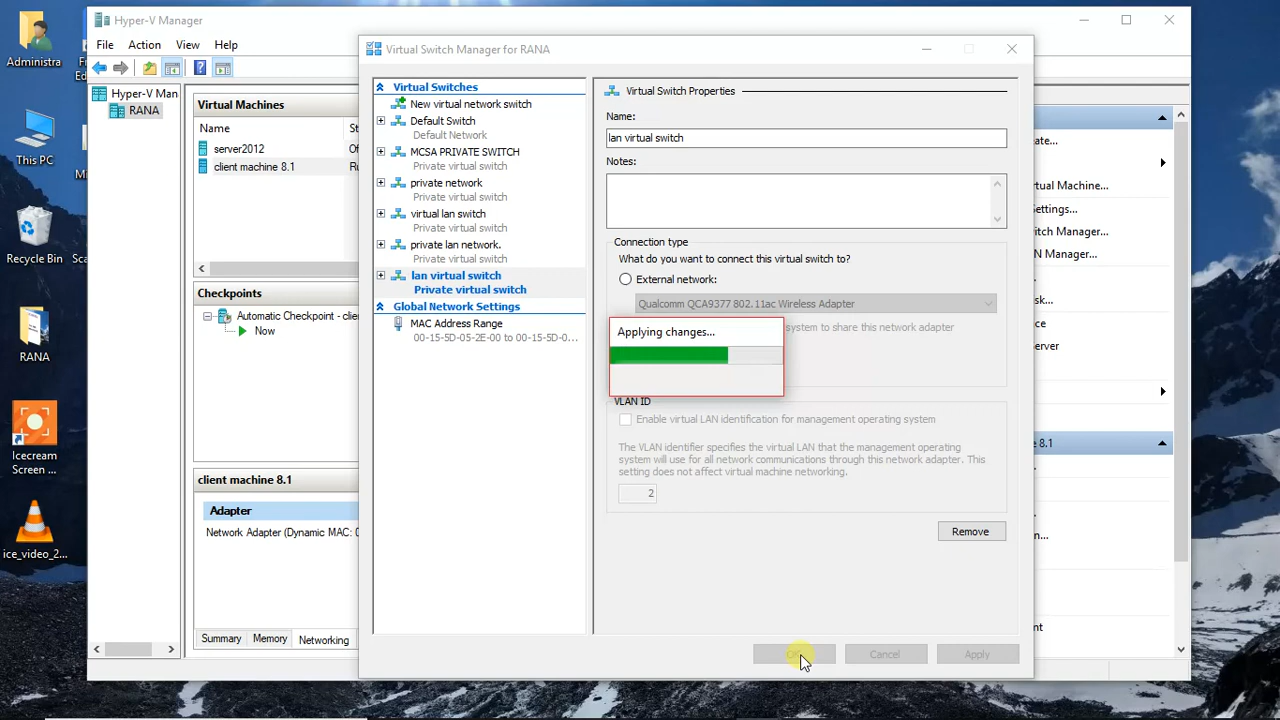 Administra
This PC
Recycle Bin
RANA
Icecream
Screen ...
ice_video_2...
Hyper-V Manager
File Action View Help
Hyper-V Man
RANA
Virtual Machines
Name
server2012
client machine 8.1
Checkpoints
Automatic Checkpoint - clie
Now
client machine 8.1
Adapter
Network Adapter (Dynamic MAC: 0
Summary Memory Networking
Virtual Switch Manager for RANA
Virtual Switches
New virtual network switch
Default Switch
Default Network
MCSA PRIVATE SWITCH
Private virtual switch
private network
Private virtual switch
virtual lan switch
Private virtual switch
private lan network.
Private virtual switch
lan virtual switch
Private virtual switch
Global Network Settings
MAC Address Range
00-15-5D-05-2E-00 to 00-15-5D-0...
Virtual Switch Properties
Name:
lan virtual switch
Notes:
Connection type
What do you want to connect this virtual switch to?
External network:
Qualcomm QCA9377 802.11ac Wireless Adapter
system to share this network adapter
Applying changes...
VLAN ID
Enable virtual LAN identification for management operating system
The VLAN identifier specifies the virtual LAN that the management operating
system will use for all network communications through this network adapter. This
setting does not affect virtual machine networking.
2
Remove
Cancel
Apply
ate...
rtual Machine...
ettings...
itch Manager...
N Manager...
ce
erver
e 8.1
t...
n...
nt